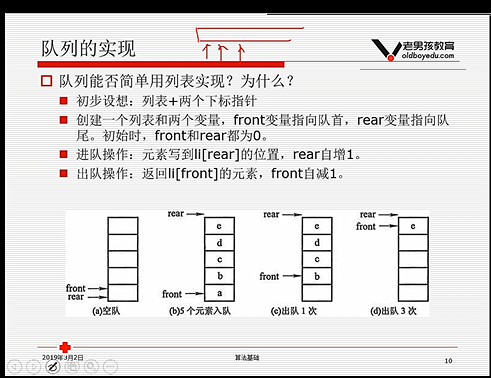 队列的实现
老男孩教育
oldboyedu.com
队列能否简单用列表实现？为什么？
初步设想：列表+两个下标指针
创建一个列表和两个变量，front变量指向队首，rear变量指向队
尾。初始时，front和rear都为0。
进队操作：元素写到li[rear]的位置，rear自增1。
出队操作：返回li[front]的元素，front自减1。
front
rear
(a)空队
rear
e
d
c
b
front
a
(b)5 个元素入队
rear
e
d
c
front
b
(c)出队 1 次
rear
front
e
(d)出队 3 次
2019年3月2日
算法基础
10